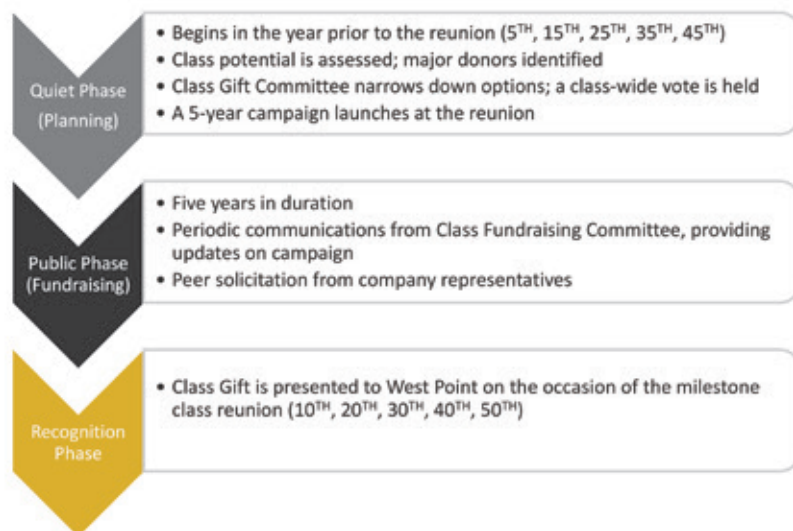 Quiet Phase
(Planning)
• Begins in the year prior to the reunion (5TH, 15TH, 25TH, 35TH, 45TH)
• Class potential is assessed; major donors identified
• Class Gift Committee narrows down options; a class-wide vote is held
• A 5-year campaign launches at the reunion
Public Phase
(Fundraising)
• Five years in duration
• Periodic communications from Class Fundraising Committee, providing
updates on campaign
• Peer solicitation from company representatives
Recognition
Phase
• Class Gift is presented to West Point on the occasion of the milestone
class reunion (10TH, 20TH, 30TH, 40TH, 50TH)